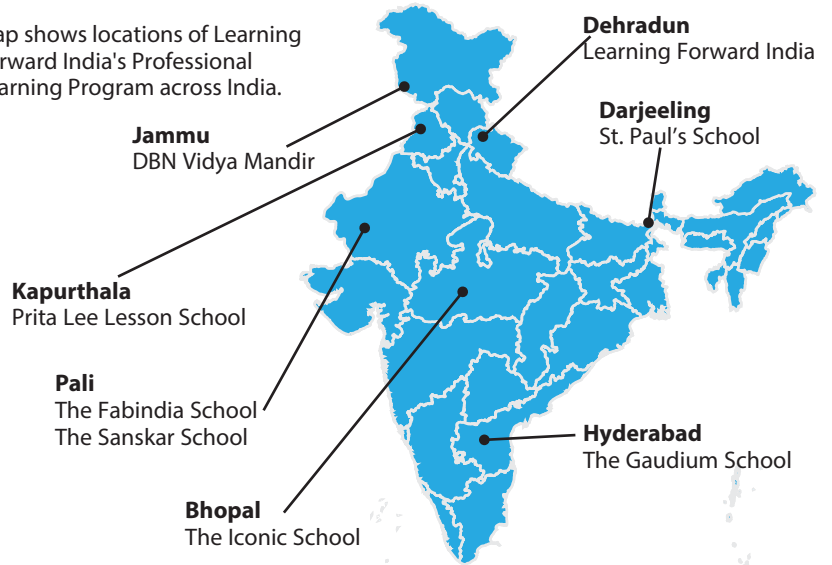 ap shows locations of Learning
rward India's Professional
arning Program across India.
Dehradun
Learning Forward India
Jammu
DBN Vidya Mandir
Darjeeling
St. Paul's School
Kapurthala
Prita Lee Lesson School
Pali
The Fabindia School
The Sanskar School
Hyderabad
The Gaudium School
Bhopal
The Iconic School